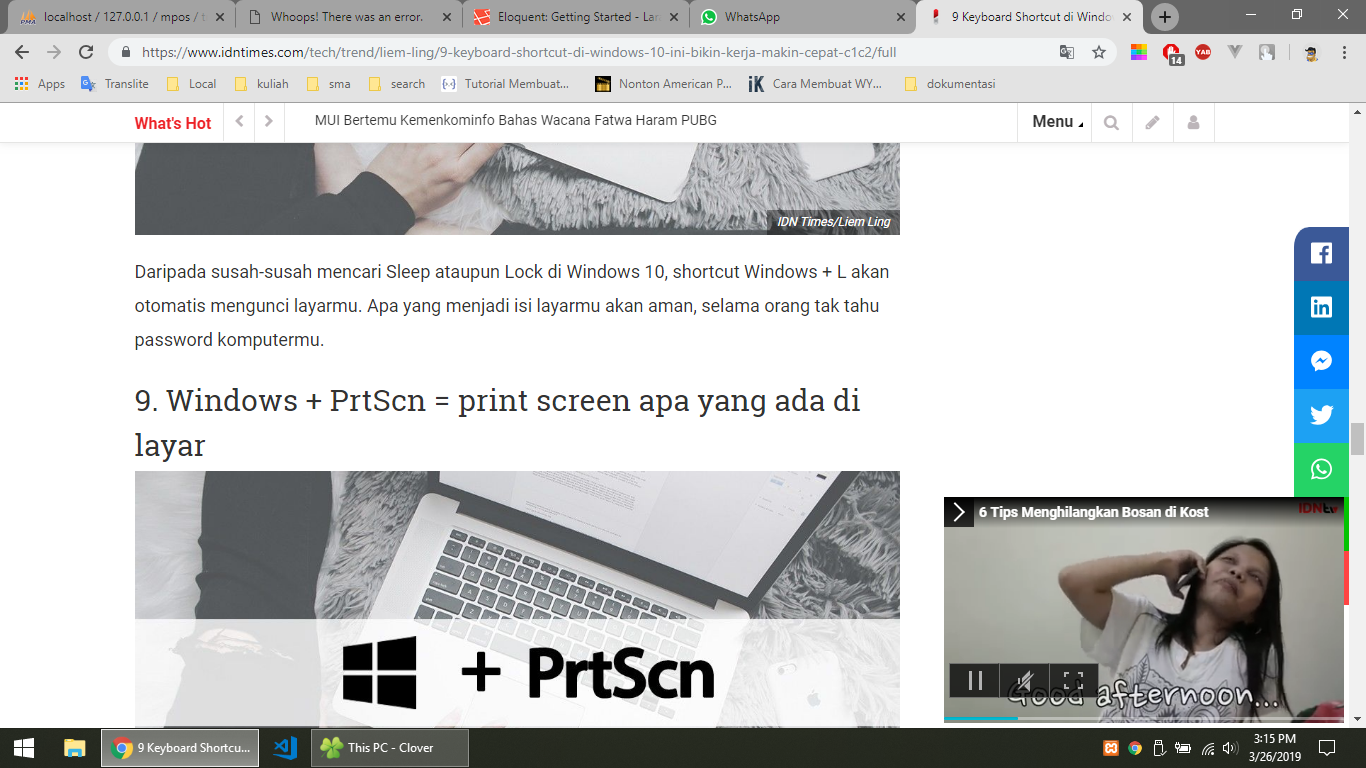 localhost / 127.0.0.1 / mpos / t
Whoops! There was an error.
Eloquent: Getting Started - Lar
WhatsApp
9 Keyboard Shortcut di Windo
https://www.idntimes.com/tech/trend/liem-ling/9-keyboard-shortcut-di-windows-10-ini-bikin-kerja-makin-cepat-c1c2/full
14
YAB
Apps
Translite
Local
kuliah
sma
search
Tutorial Membuat...
Nonton American P...
iK
Cara Membuat WY...
dokumentasi
What's Hot
MUI Bertemu Kemenkominfo Bahas Wacana Fatwa Haram PUBG
Menu
IDN Times/Liem Ling
Daripada susah-susah mencari Sleep ataupun Lock di Windows 10, shortcut Windows + L akan
otomatis mengunci layarmu. Apa yang menjadi isi layarmu akan aman, selama orang tak tahu
password komputermu.
9. Windows + PrtScn = print screen apa yang ada di
layar
+ PrtScn
6 Tips Menghilangkan Bosan di Kost
IDNtv
Good afternoon...
9 Keyboard Shortcu...
This PC - Clover
3:15 PM
3/26/2019